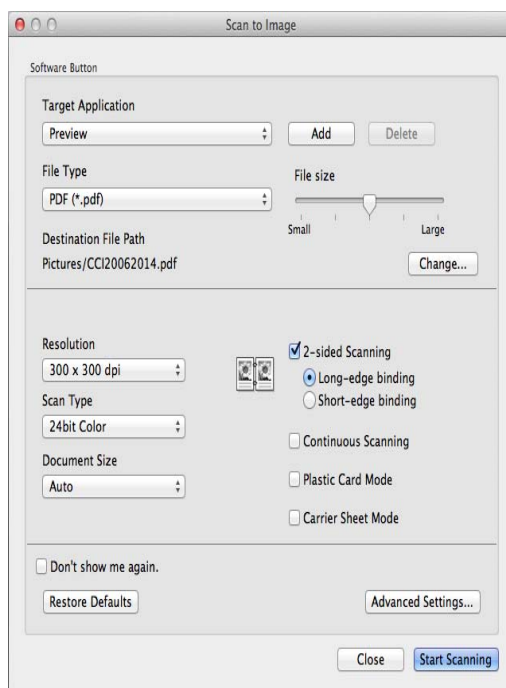 Scan to Image
Software Button
Target Application
Preview
Add
Delete
File Type
PDF (*.pdf)
File size
Small
Large
Destination File Path
Pictures/CCI20062014.pdf
Change...
Resolution
300 x 300 dpi
2-sided Scanning
Long-edge binding
Short-edge binding
Scan Type
24bit Color
Continuous Scanning
Document Size
Auto
Plastic Card Mode
Carrier Sheet Mode
Don't show me again.
Restore Defaults
Advanced Settings...
Close
Start Scanning